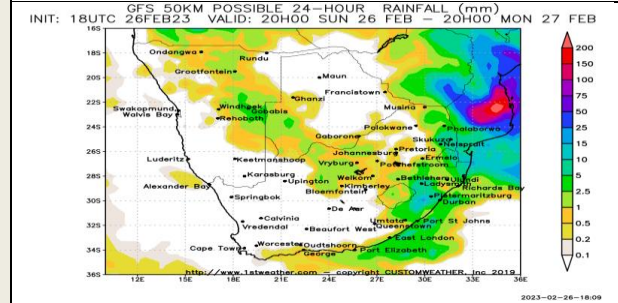 GFS 50KM POSSIBLE 24-HOUR RAINFALL (mm)
INIT: 18UTC 26FEB23 VALID: 20H00 SUN 26 FEB – 20H00 MON 27 FEB
16S
Ondangwa
Rundu
200
18S
150
Grootfontein
Maun
100
20S
Francistown
75
Ghanzi
22S
Windhoek
Musina
50
Swakopmund
Gobabis
Walvis Bay
Rehoboth
25
24S
Polokwane
Phalaborwa
Gaborone
Skukuza
15
Johannesburg
Pretoria
Nelspruit
26S
Luderitz
Keetmanshoop
Vryburg
Potchefstroom
Ermelo
10
Karasburg
Upington
Welkom
Bethlehem
Ulundi
5
28S
Alexander Bay
Kimberley
Ladysmith
Richards Bay
Springbok
Bloemfontein
Pietermaritzburg
2.5
30S
De Aar
Durban
1
Calvinia
Umtata
Port St Johns
32S
Vredendal
Beaufort West
Queenstown
0.5
East London
Cape Town
Worcester
Oudtshoorn
0.2
34S
George
Port Elizabeth
0.1
http://www.1stweather.com – copyright CUSTOMWEATHER, Inc 2019
36S
12E 15E 18E 21E 24E 27E 30E 33E 36E
2023-02-26-18:09